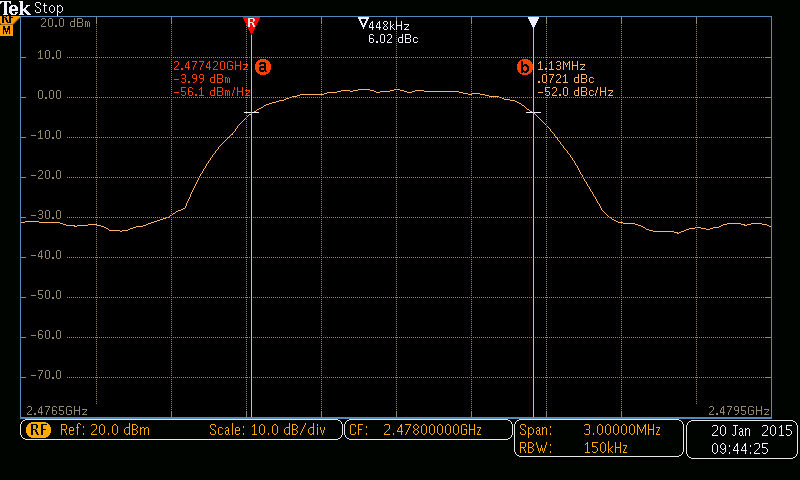 Tek Stop
RF
M
20.0 dBm
R
448kHz
6.02 dBc
10.0
2.477420GHz
-3.99 dBm
-56.1 dBm/Hz
a
b
1.13MHz
.0721 dBc
-52.0 dBc/Hz
0.00
-10.0
-20.0
-30.0
-40.0
-50.0
-60.0
-70.0
2.4765GHz
2.4795GHz
RF Ref: 20.0 dBm Scale: 10.0 dB/div
CF: 2.47800000GHz
Span: 3.00000MHz
RBW: 150kHz
20 Jan 2015
09:44:25